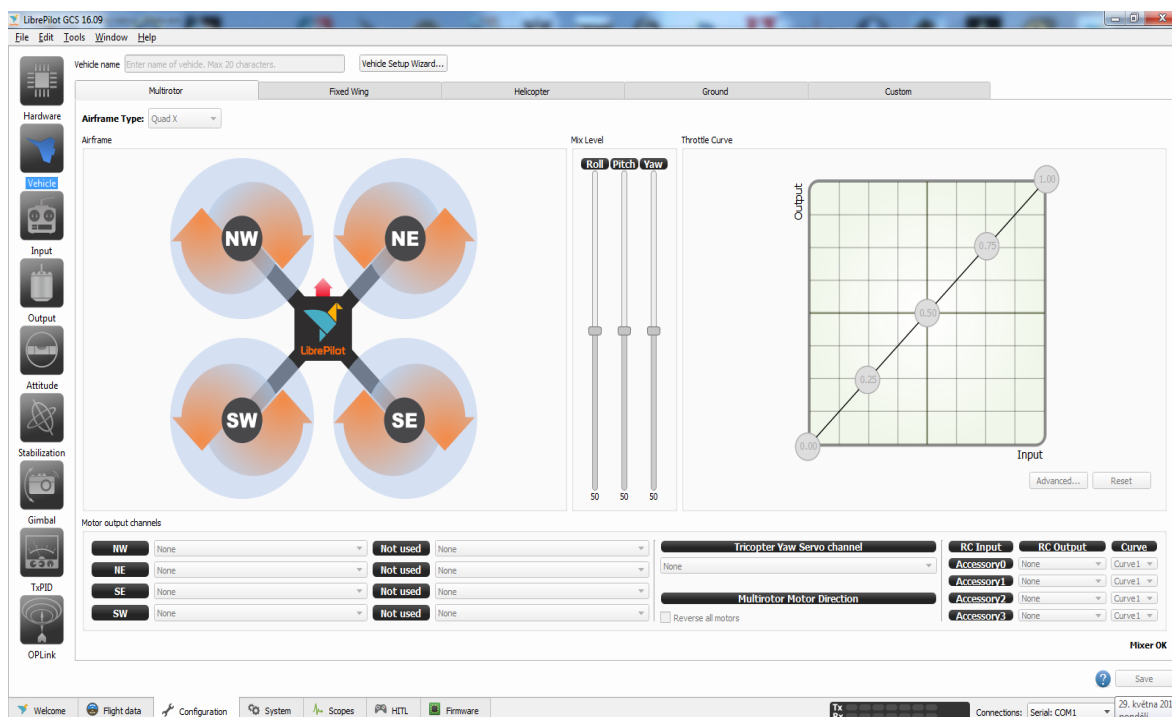 LibrePilot GCS 16.09
File Edit Tools Window Help
Vehicle name Enter name of vehicle. Max 20 characters. Vehicle Setup Wizard...
Multirotor Fixed Wing Helicopter Ground Custom
Hardware
Vehicle
Input
Output
Attitude
Stabilization
Gimbal
TxPID
OPLink
Airframe Type: Quad X
Airframe Mix Level Throttle Curve
NW NE
SW SE
LibrePilot
Roll Pitch Yaw
50 50 50
Output
1.00
0.75
0.50
0.25
0.00
Input
Advanced... Reset
Motor output channels
NW None Not used None
NE None Not used None
SE None Not used None
SW None Not used None
Tricopter Yaw Servo channel
None
Multirotor Motor Direction
Reverse all motors
RC Input RC Output Curve
Accessory0 None Curve1
Accessory1 None Curve1
Accessory2 None Curve1
Accessory3 None Curve1
Mixer OK
? Save
Welcome Flight data Configuration System Scopes HITL Firmware
Tx
Rx
Connections: Serial: COM1
29. května 201
pondělí